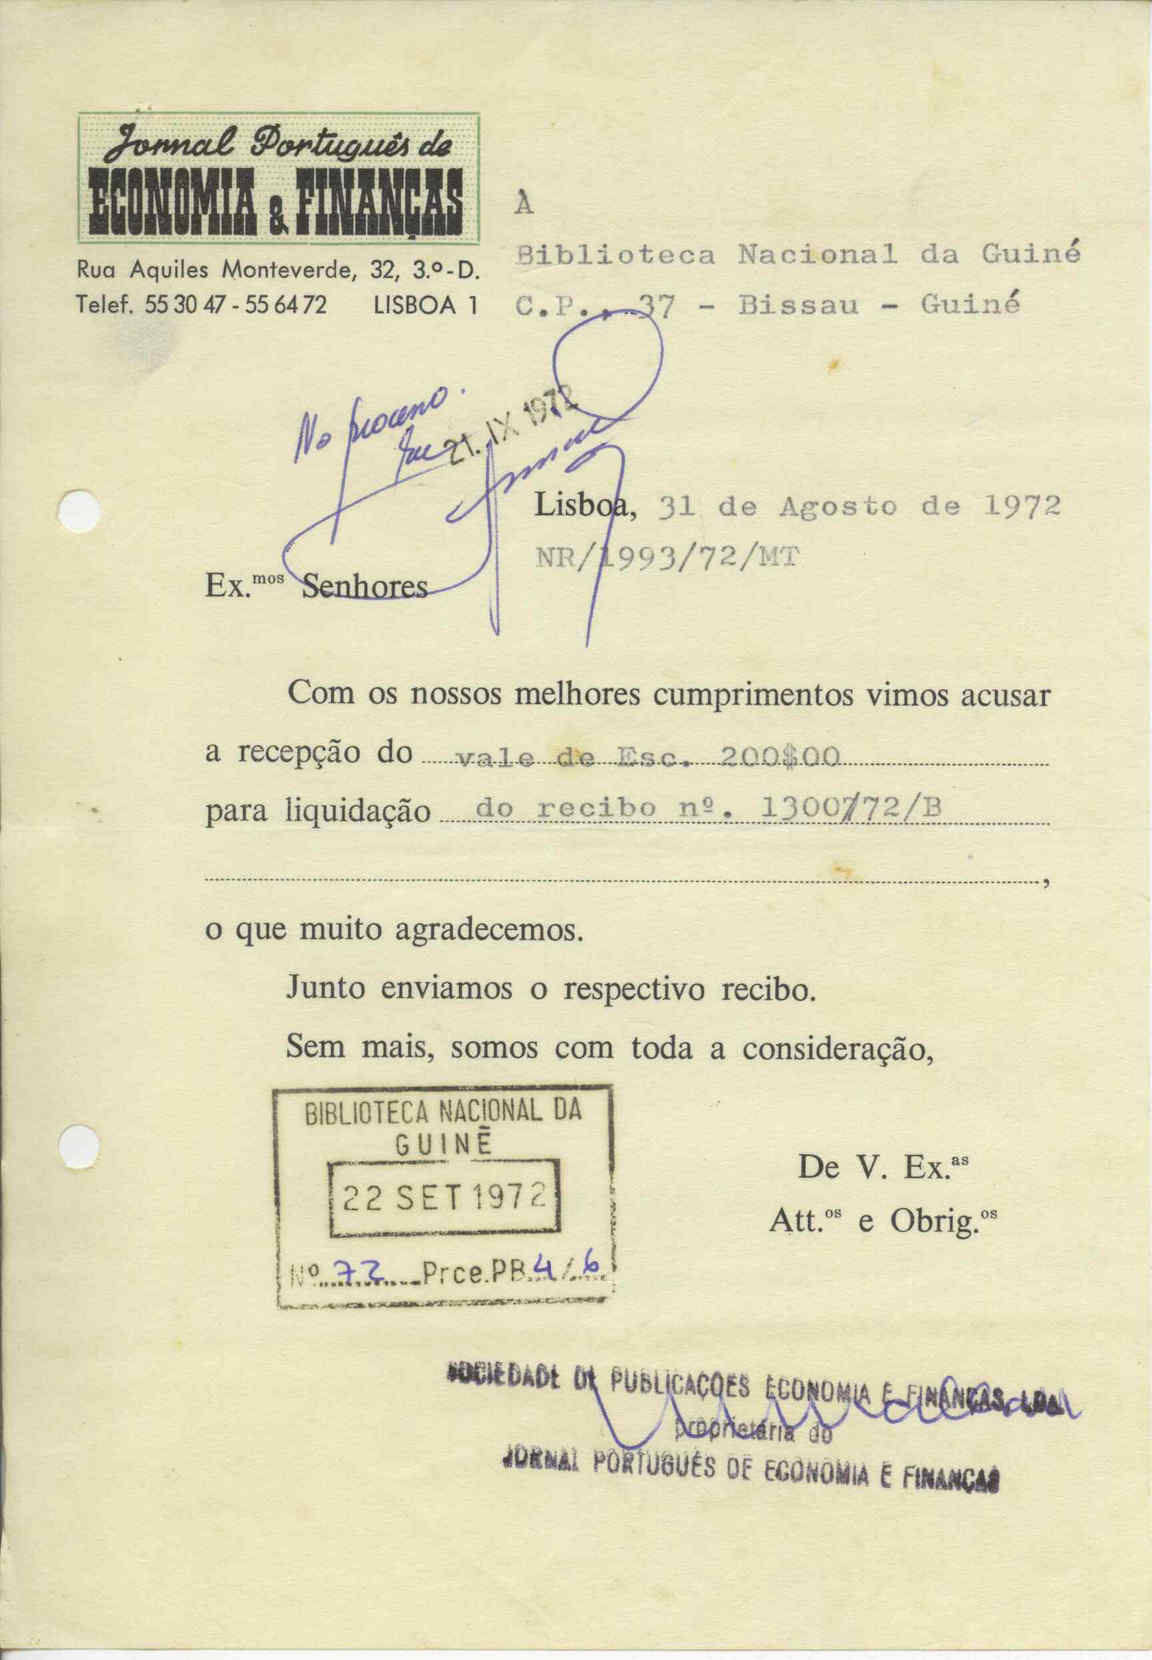 Jornal Português de
ECONOMIA & FINANÇAS
Rua Aquiles Monteverde, 32, 3.º-D.
Telef. 55 30 47 - 55 64 72 LISBOA 1
À
Biblioteca Nacional da Guiné
C.P. 37 - Bissau - Guiné
No processo.
21. IX 1972
Lisboa, 31 de Agosto de 1972
NR/1993/72/MT
Ex.mos Senhores
Com os nossos melhores cumprimentos vimos acusar
a recepção do vale de Esc. 200$00
para liquidação do recibo nº. 1300/72/B
,
o que muito agradecemos.
Junto enviamos o respectivo recibo.
Sem mais, somos com toda a consideração,
BIBLIOTECA NACIONAL DA
GUINÉ
22 SET 1972
Nº 72 Prce.PB 4/6
De V. Ex.as
Att.os e Obrig.os
SOCIEDADE DE PUBLICAÇÕES ECONOMIA E FINANÇAS, LDA.
proprietária do
JORNAL PORTUGUÊS DE ECONOMIA E FINANÇAS